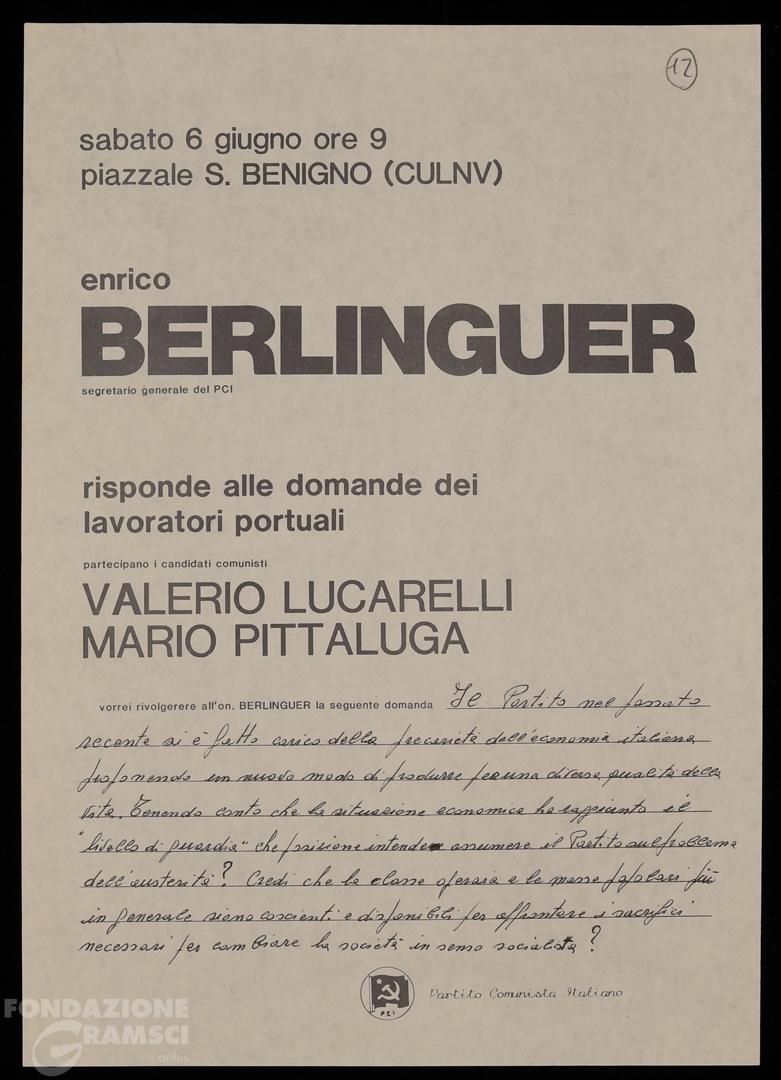 12
sabato 6 giugno ore 9
piazzale S. BENIGNO (CULNV)
enrico
BERLINGUER
segretario generale del PCI
risponde alle domande dei
lavoratori portuali
partecipano i candidati comunisti
VALERIO LUCARELLI
MARIO PITTALUGA
vorrei rivolgerere all'on. BERLINGUER la seguente domanda Il Partito nel passato
recente si è fatto carico della precarietà dell'economia italiana
proponendo un nuovo modo di produrre per una diversa qualità della
vita. Tenendo conto che la situazione economica ha raggiunto il
"livello di guardia" che posizione intende assumere il Partito sul problema
dell'austerità? Credi che la classe operaia e le masse popolari più
in generale siano coscienti e disponibili per affrontare i sacrifici
necessari per cambiare la società in senso socialista?
PCI
Partito Comunista Italiano
FONDAZIONE
GRAMSCI
onlus